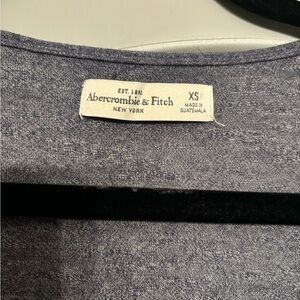 EST. 1892
Abercrombie & Fitch
NEW YORK
XS
MADE IN
GUATEMALA